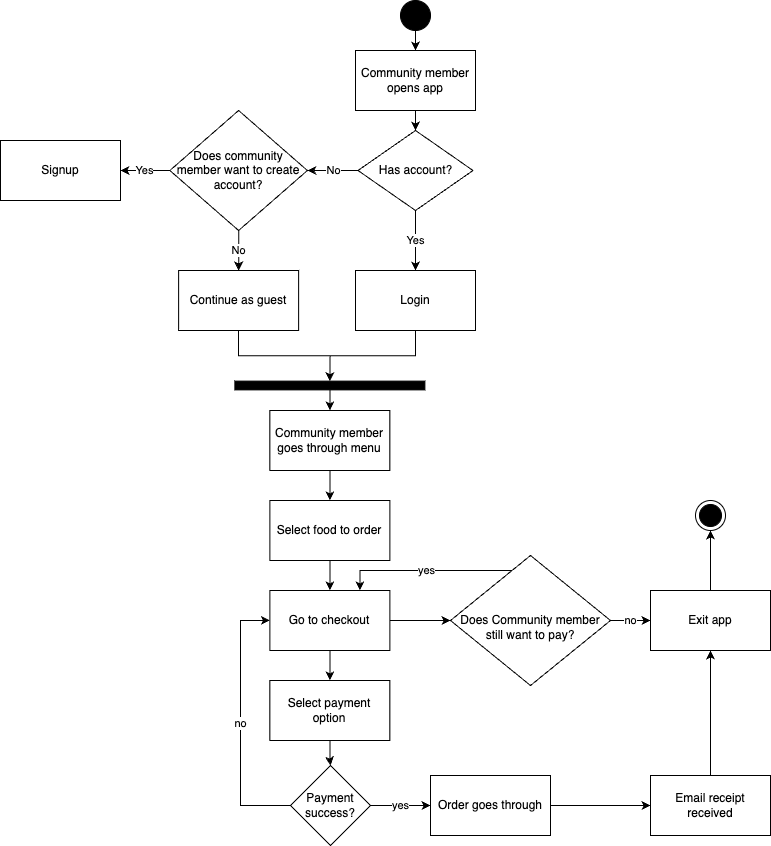 Community member
opens app
Does community
member want to create
account?
Signup
Yes
No
Has account?
No
Yes
Continue as guest
Login
Community member
goes through menu
Select food to order
yes
Go to checkout
Does Community member
still want to pay?
no
Exit app
Select payment
option
no
Payment
success?
yes
Order goes through
Email receipt
received